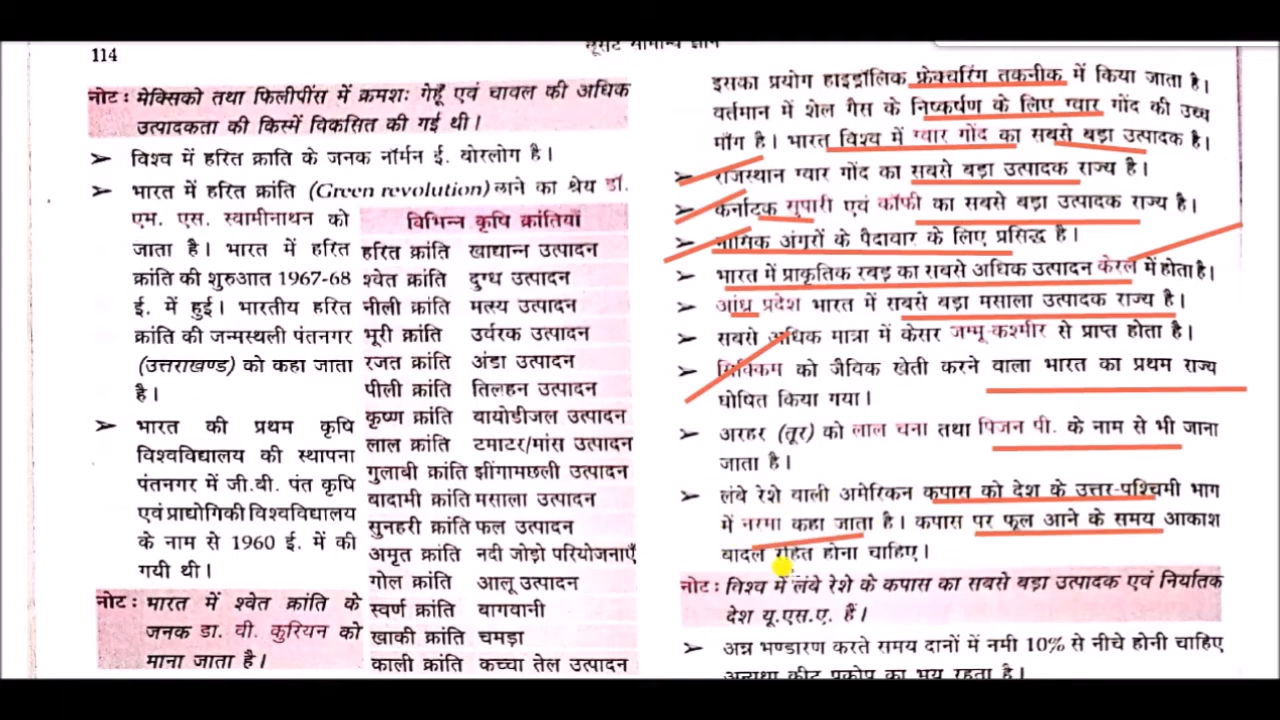 114
लूसेंट सामान्य ज्ञान
नोट : मेक्सिको तथा फिलीपींस में क्रमशः गेहूँ एवं चावल की अधिक
उत्पादकता की किस्में विकसित की गई थी।
➤ विश्व में हरित क्राति के जनक नॉर्मन ई. बोरलोग है।
➤ भारत में हरित क्रांति (Green revolution) लाने का श्रेय डॉ.
एम. एस. स्वामीनाथन को
जाता है। भारत में हरित
क्रांति की शुरुआत 1967-68
ई. में हुई। भारतीय हरित
क्रांति की जन्मस्थली पंतनगर
(उत्तराखण्ड) को कहा जाता
है।
➤ भारत की प्रथम कृषि
विश्वविद्यालय की स्थापना
पंतनगर में जी.बी. पंत कृषि
एवं प्राद्योगिकी विश्वविद्यालय
के नाम से 1960 ई. में की
गयी थी।
नोट : भारत में श्वेत क्रांति के
जनक डा. वी. कुरियन को
माना जाता है।
विभिन्न कृषि क्रांतियाँ
हरित क्रांति खाद्यान्न उत्पादन
श्वेत क्रांति दुग्ध उत्पादन
नीली क्रांति मत्स्य उत्पादन
भूरी क्रांति उर्वरक उत्पादन
रजत क्रांति अंडा उत्पादन
पीली क्रांति तिलहन उत्पादन
कृष्ण क्रांति बायोडीजल उत्पादन
लाल क्रांति टमाटर/मांस उत्पादन
गुलाबी क्रांति झींगामछली उत्पादन
बादामी क्रांति मसाला उत्पादन
सुनहरी क्रांति फल उत्पादन
अमृत क्रांति नदी जोड़ो परियोजनाएँ
गोल क्रांति आलू उत्पादन
स्वर्ण क्रांति बागवानी
खाकी क्रांति चमड़ा
काली क्रांति कच्चा तेल उत्पादन
इसका प्रयोग हाइड्रॉलिक फ्रेक्चरिंग तकनीक में किया जाता है।
वर्तमान में शेल गैस के निष्कर्षण के लिए ग्वार गोंद की उच्च
माँग है। भारत विश्व में ग्वार गोंद का सबसे बड़ा उत्पादक है।
➤ राजस्थान ग्वार गोंद का सबसे बड़ा उत्पादक राज्य है।
➤ कर्नाटक सुपारी एवं कॉफी का सबसे बड़ा उत्पादक राज्य है।
➤ नासिक अंगूरों के पैदावार के लिए प्रसिद्ध है।
➤ भारत में प्राकृतिक रबड़ का सबसे अधिक उत्पादन केरल में होता है।
➤ आंध्र प्रदेश भारत में सबसे बड़ा मसाला उत्पादक राज्य है।
➤ सबसे अधिक मात्रा में केसर जम्मू-कश्मीर से प्राप्त होता है।
➤ सिक्किम को जैविक खेती करने वाला भारत का प्रथम राज्य
घोषित किया गया।
➤ अरहर (तूर) को लाल चना तथा पिजन पी. के नाम से भी जाना
जाता है।
➤ लंबे रेशे वाली अमेरिकन कपास को देश के उत्तर-पश्चिमी भाग
में नरमा कहा जाता है। कपास पर फूल आने के समय आकाश
बादल रहित होना चाहिए।
नोट : विश्व में लंबे रेशे के कपास का सबसे बड़ा उत्पादक एवं निर्यातक
देश यू.एस.ए. हैं।
➤ अन्न भण्डारण करते समय दानों में नमी 10% से नीचे होनी चाहिए
अन्यथा कीट प्रकोप का भय रहता है।